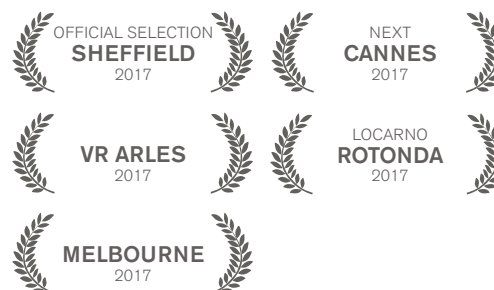 OFFICIAL SELECTION
SHEFFIELD
2017
NEXT
CANNES
2017
VR ARLES
2017
LOCARNO
ROTONDA
2017
MELBOURNE
2017